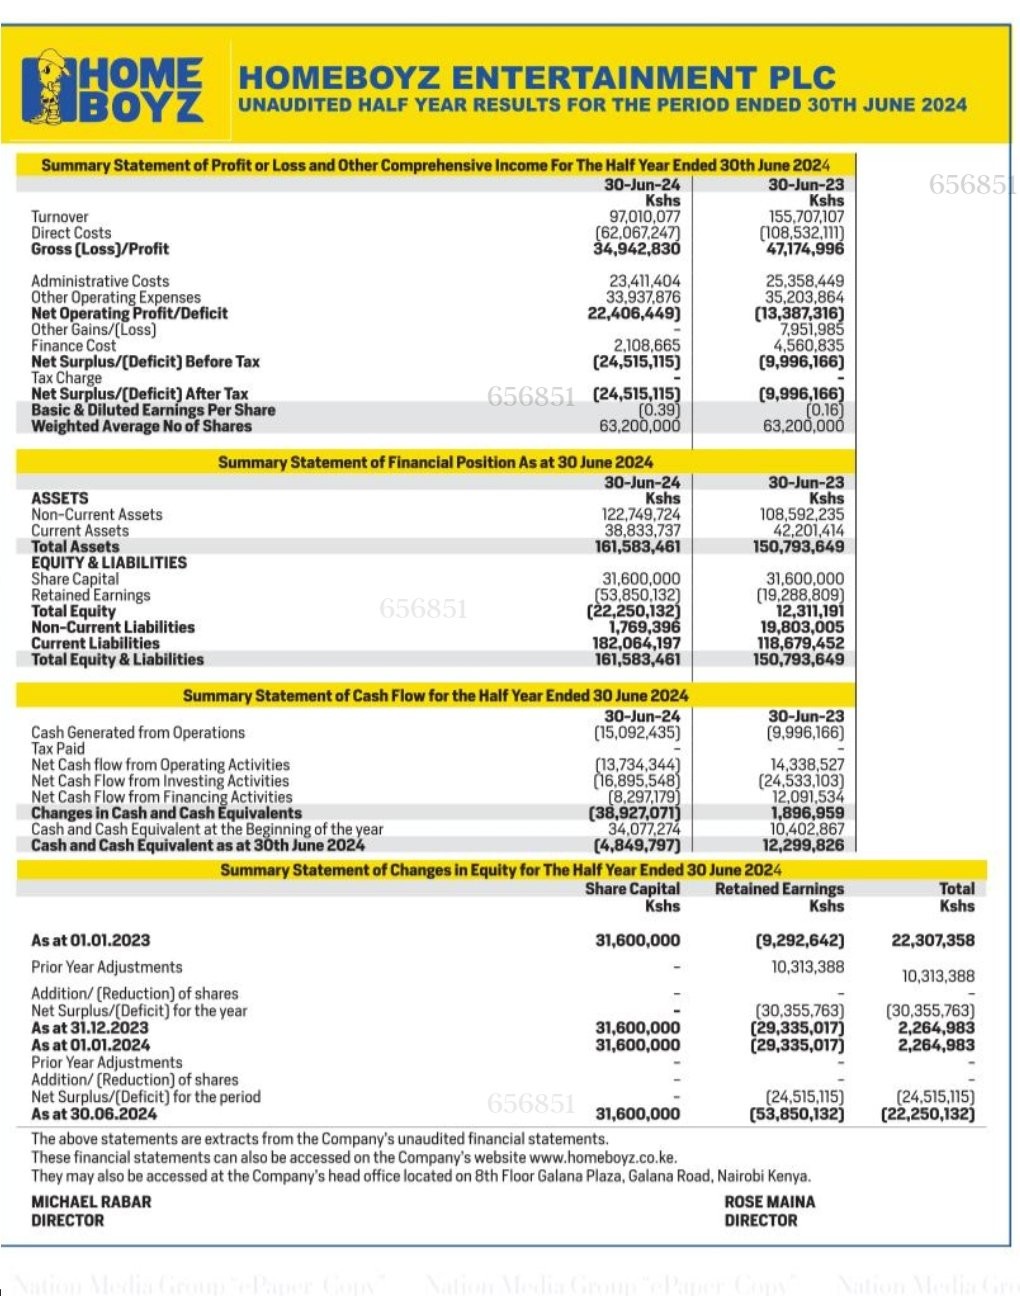 HOME
BOYZ
HOMEBOYZ ENTERTAINMENT PLC
UNAUDITED HALF YEAR RESULTS FOR THE PERIOD ENDED 30TH JUNE 2024
Summary Statement of Profit or Loss and Other Comprehensive Income For The Half Year Ended 30th June 2024
30-Jun-24 30-Jun-23
656851
Kshs Kshs
Turnover 97,010,077 155,707,107
Direct Costs (62,067,247) (108,532,111)
Gross (Loss)/Profit 34,942,830 47,174,996
Administrative Costs 23,411,404 25,358,449
Other Operating Expenses 33,937,876 35,203,864
Net Operating Profit/Deficit 22,406,449) (13,387,316)
Other Gains/(Loss) - 7,951,985
Finance Cost 2,108,665 4,560,835
Net Surplus/(Deficit) Before Tax (24,515,115) (9,996,166)
Tax Charge - -
Net Surplus/(Deficit) After Tax 656851 (24,515,115) (9,996,166)
Basic & Diluted Earnings Per Share (0.39) (0.16)
Weighted Average No of Shares 63,200,000 63,200,000
Summary Statement of Financial Position As at 30 June 2024
30-Jun-24 30-Jun-23
ASSETS Kshs Kshs
Non-Current Assets 122,749,724 108,592,235
Current Assets 38,833,737 42,201,414
Total Assets 161,583,461 150,793,649
EQUITY & LIABILITIES
Share Capital 31,600,000 31,600,000
Retained Earnings (53,850,132) (19,288,809)
Total Equity 656851 (22,250,132) 12,311,191
Non-Current Liabilities 1,769,396 19,803,005
Current Liabilities 182,064,197 118,679,452
Total Equity & Liabilities 161,583,461 150,793,649
Summary Statement of Cash Flow for the Half Year Ended 30 June 2024
30-Jun-24 30-Jun-23
Cash Generated from Operations (15,092,435) (9,996,166)
Tax Paid - -
Net Cash flow from Operating Activities (13,734,344) 14,338,527
Net Cash Flow from Investing Activities (16,895,548) (24,533,103)
Net Cash Flow from Financing Activities (8,297,179) 12,091,534
Changes in Cash and Cash Equivalents (38,927,071) 1,896,959
Cash and Cash Equivalent at the Beginning of the year 34,077,274 10,402,867
Cash and Cash Equivalent as at 30th June 2024 (4,849,797) 12,299,826
Summary Statement of Changes in Equity for The Half Year Ended 30 June 2024
Share Capital Retained Earnings Total
Kshs Kshs Kshs
As at 01.01.2023 31,600,000 (9,292,642) 22,307,358
Prior Year Adjustments - 10,313,388 10,313,388
Addition/ (Reduction) of shares - - -
Net Surplus/(Deficit) for the year - (30,355,763) (30,355,763)
As at 31.12.2023 31,600,000 (29,335,017) 2,264,983
As at 01.01.2024 31,600,000 (29,335,017) 2,264,983
Prior Year Adjustments - - -
Addition/ (Reduction) of shares - - -
Net Surplus/(Deficit) for the period 656851 - (24,515,115) (24,515,115)
As at 30.06.2024 31,600,000 (53,850,132) (22,250,132)
The above statements are extracts from the Company's unaudited financial statements.
These financial statements can also be accessed on the Company's website www.homeboyz.co.ke.
They may also be accessed at the Company's head office located on 8th Floor Galana Plaza, Galana Road, Nairobi Kenya.
MICHAEL RABAR ROSE MAINA
DIRECTOR DIRECTOR
Nation Media Group "ePaper Copy" Nation Media Group "ePaper Copy" Nation Media Gro